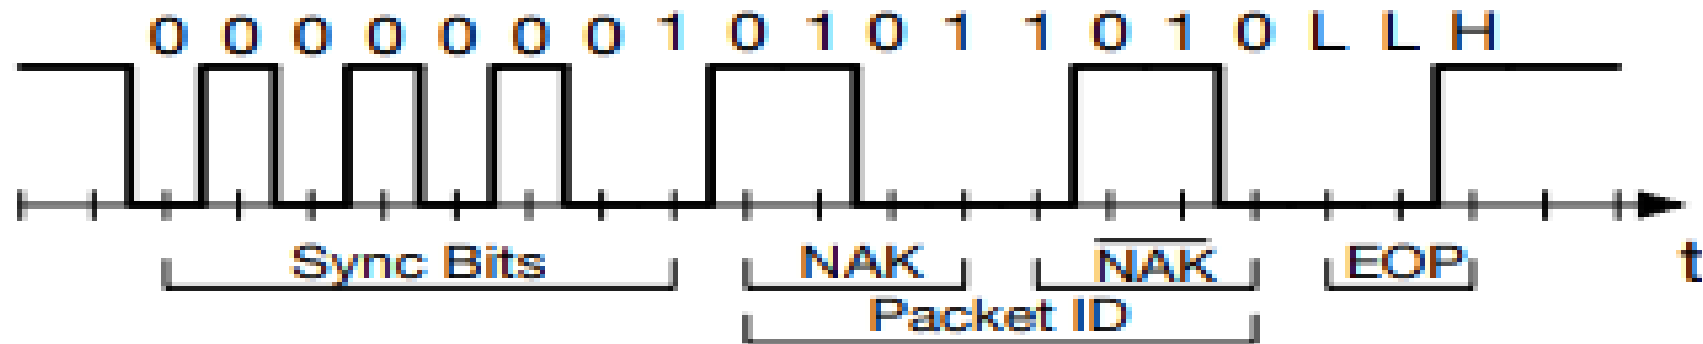 0 0 0 0 0 0 0 1 0 1 0 1 1 0 1 0 L L H
Sync Bits NAK NAK EOP t
Packet ID